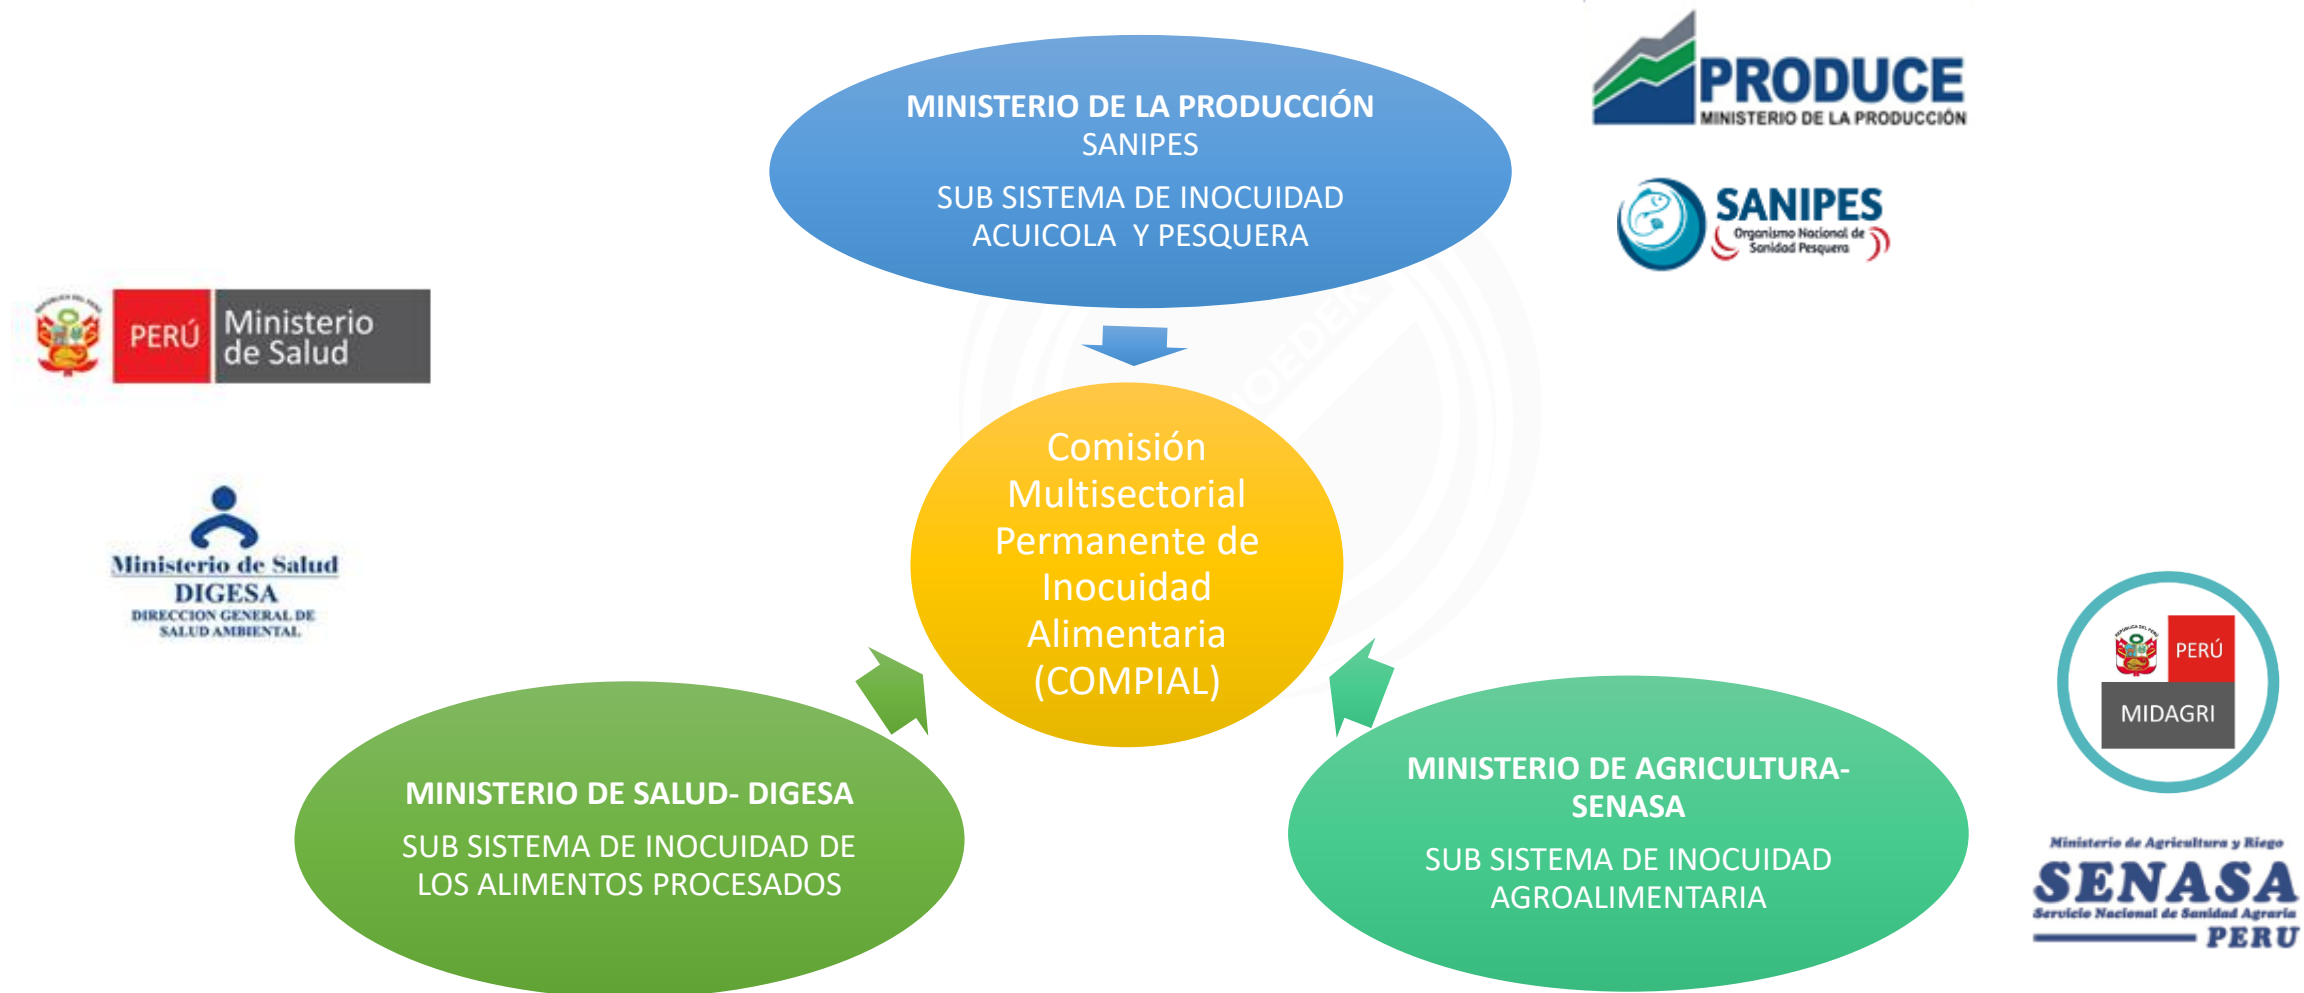 MINISTERIO DE LA PRODUCCIÓN
SANIPES
SUB SISTEMA DE INOCUIDAD
ACUICOLA Y PESQUERA
PRODUCE
MINISTERIO DE LA PRODUCCIÓN
SANIPES
Organismo Nacional de
Sanidad Pesquera
PERÚ
Ministerio
de Salud
Ministerio de Salud
DIGESA
DIRECCION GENERAL DE
SALUD AMBIENTAL
Comisión
Multisectorial
Permanente de
Inocuidad
Alimentaria
(COMPIAL)
MINISTERIO DE SALUD- DIGESA
SUB SISTEMA DE INOCUIDAD DE
LOS ALIMENTOS PROCESADOS
MINISTERIO DE AGRICULTURA-
SENASA
SUB SISTEMA DE INOCUIDAD
AGROALIMENTARIA
REPUBLICA DEL PERU
PERÚ
MIDAGRI
Ministerio de Agricultura y Riego
SENASA
Servicio Nacional de Sanidad Agraria
PERU